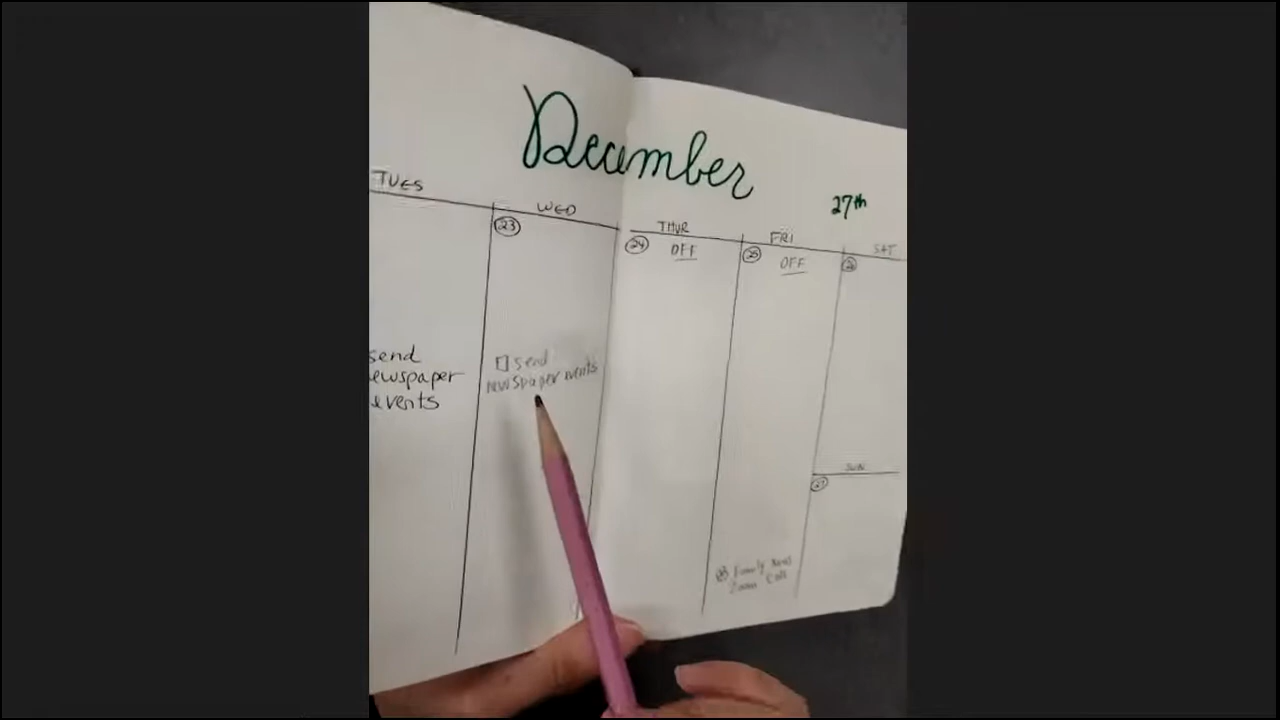 December
27th
TUES
WED
THUR
FRI
SAT
23
24
OFF
25
OFF
26
send
ewspaper
events
send
newspaper events
SUN
27
Family
Zoom Call